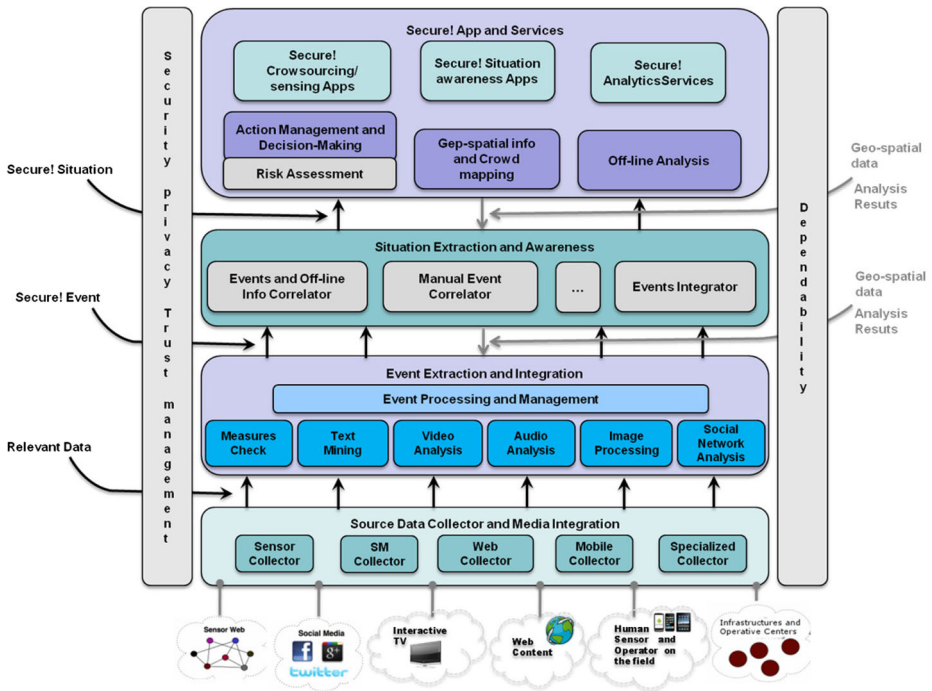 Secure! App and Services
Secure!
Crowsourcing/
sensing Apps
Secure! Situation
awareness Apps
Secure!
AnalyticsServices
Action Management and
Decision-Making
Risk Assessment
Gep-spatial info
and Crowd
mapping
Off-line Analysis
Security privacy Trust management
Dependability
Secure! Situation
Geo-spatial
data
Analysis
Resuts
Situation Extraction and Awareness
Events and Off-line
Info Correlator
Manual Event
Correlator
...
Events Integrator
Secure! Event
Geo-spatial
data
Analysis
Resuts
Event Extraction and Integration
Event Processing and Management
Measures
Check
Text
Mining
Video
Analysis
Audio
Analysis
Image
Processing
Social
Network
Analysis
Relevant Data
Source Data Collector and Media Integration
Sensor
Collector
SM
Collector
Web
Collector
Mobile
Collector
Specialized
Collector
Sensor Web
Social Media
f
g+
twitter
Interactive
TV
Web
Content
Human
Sensor and
Operator on
the field
Infrastructures and
Operative Centers